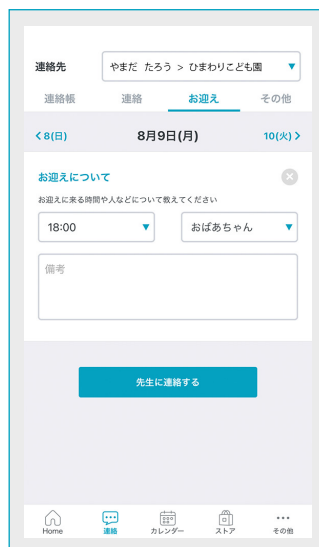 連絡先 やまだ たろう > ひまわりこども園
連絡帳 連絡 お迎え その他
8(日) 8月9日(月) 10(火)
お迎えについて
お迎えに来る時間や人などについて教えてください
18:00 おばあちゃん
備考
先生に連絡する
Home 連絡 カレンダー ストア その他